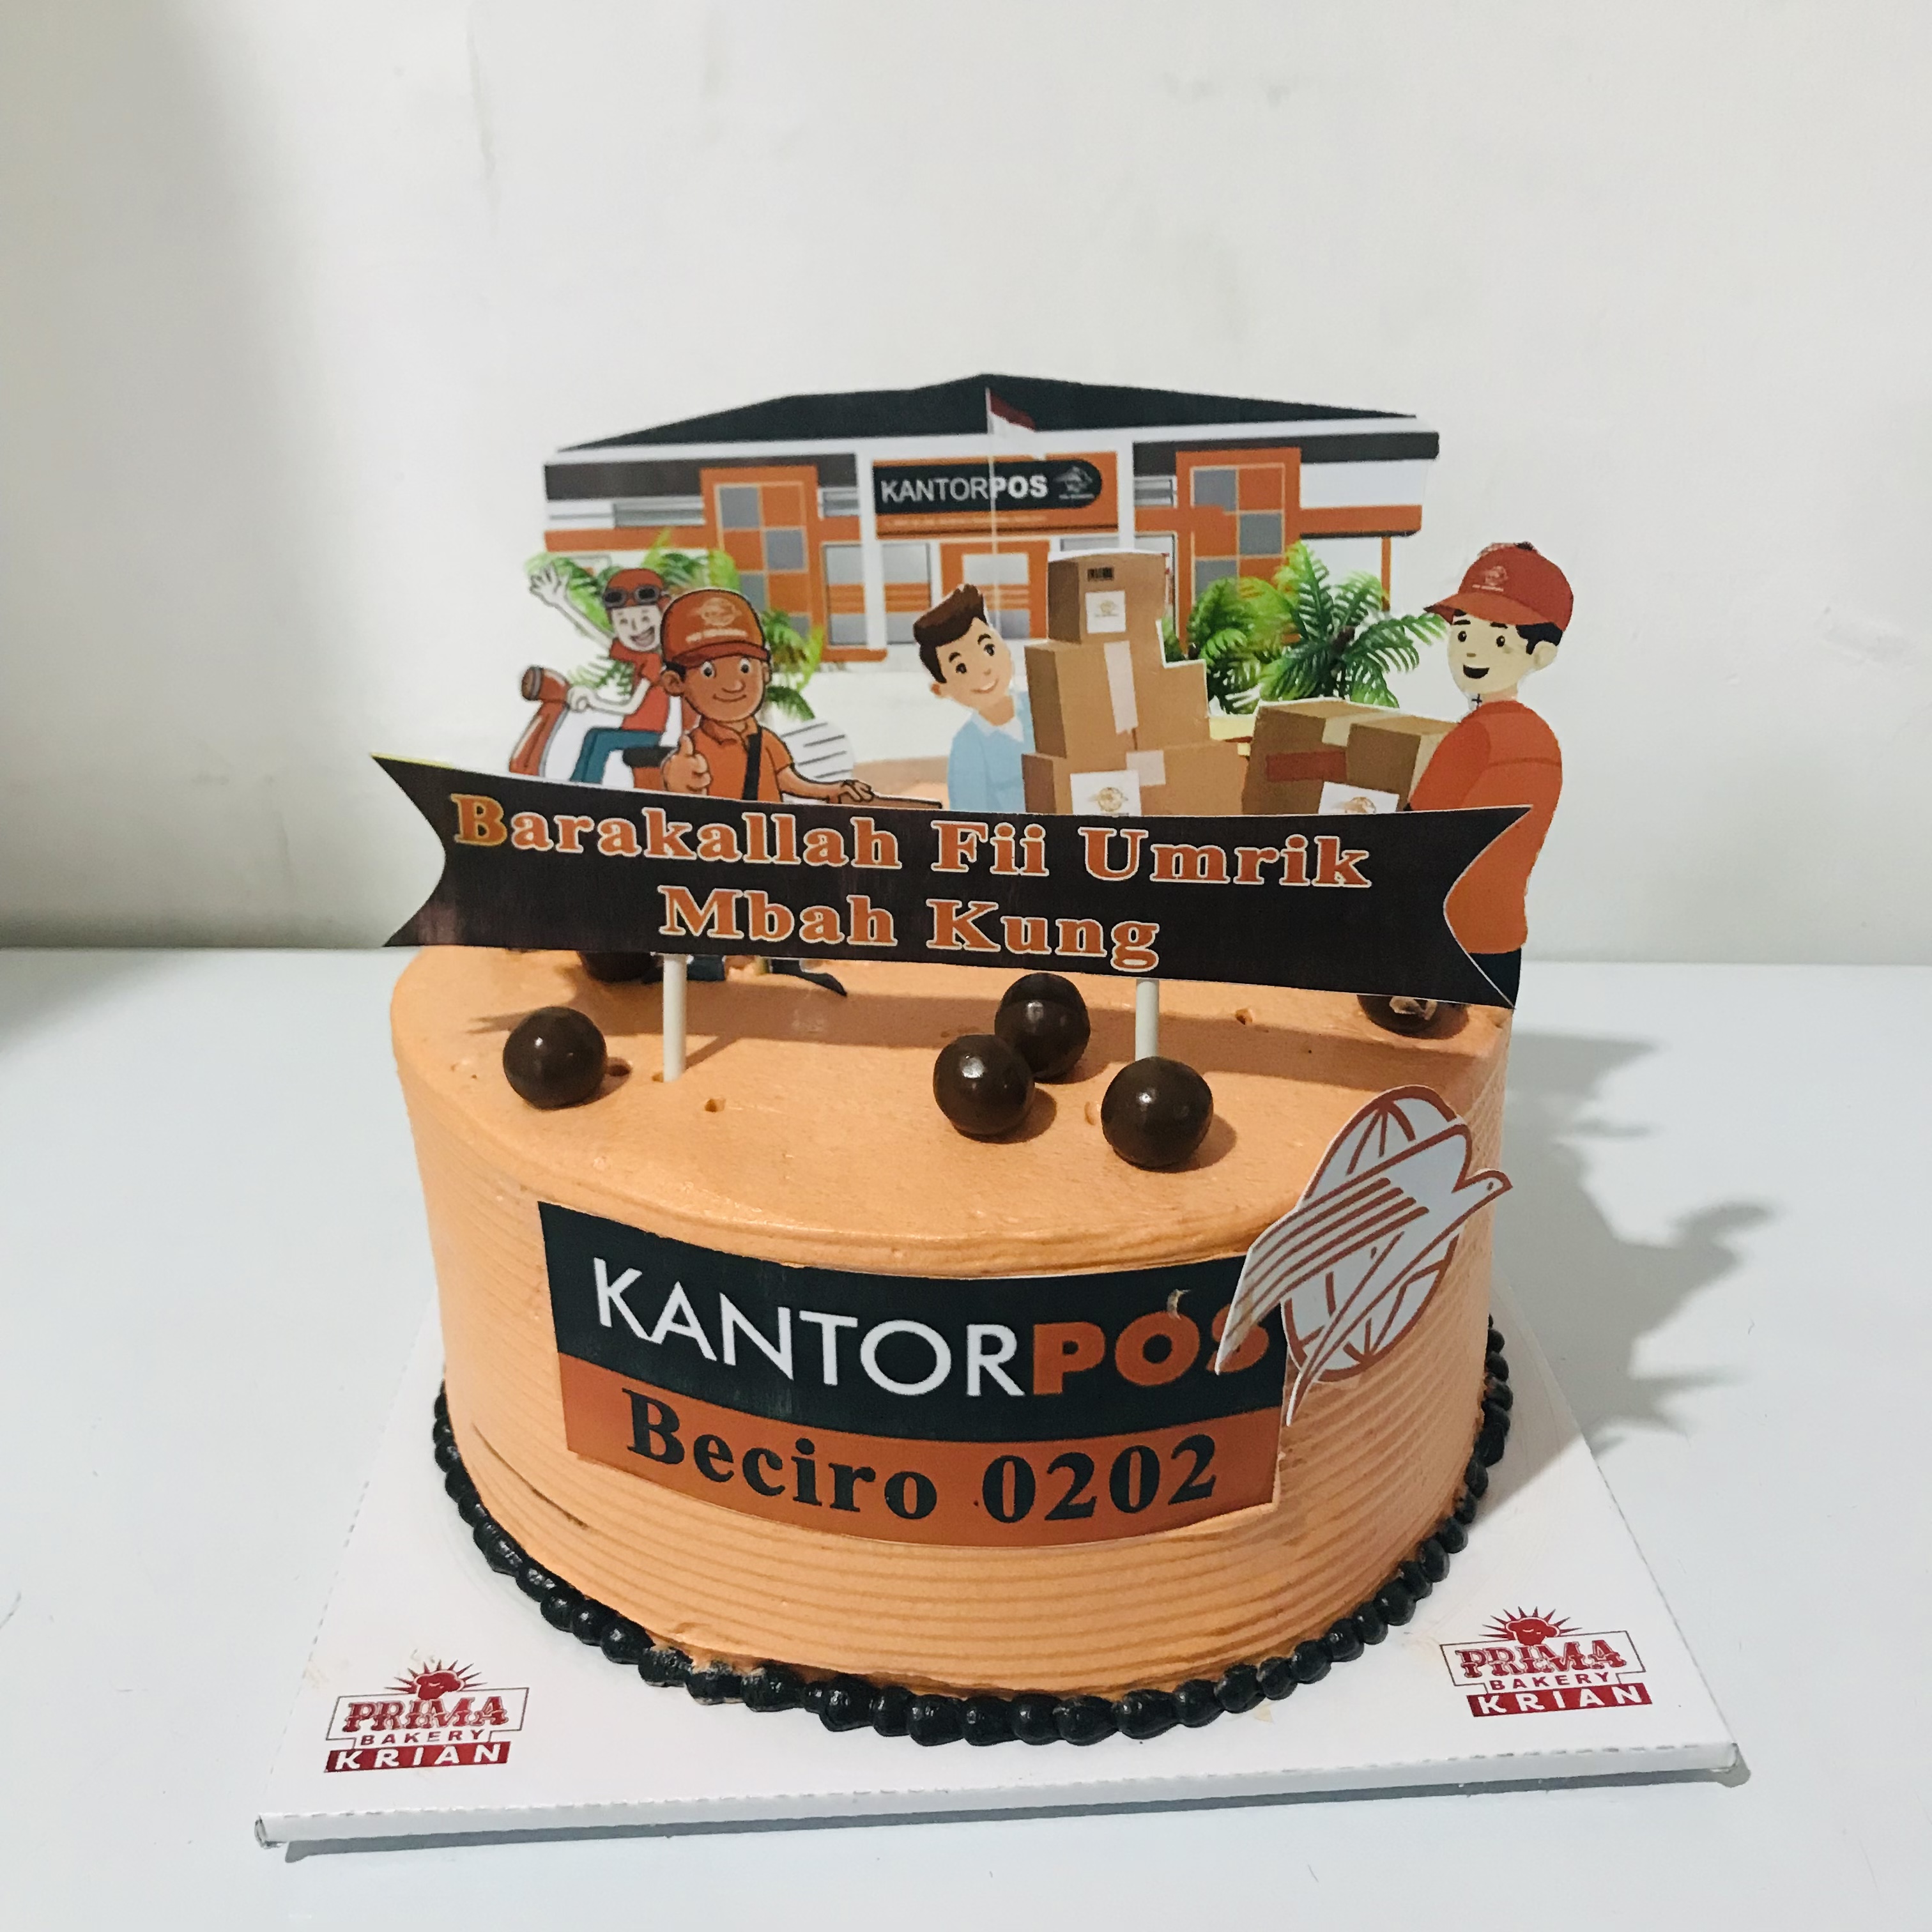 KANTORPOS
Barakallah Fii Umrik
Mbah Kung
KANTORPOS
Beciro 0202
PRIMA
BAKERY
KRIAN
PRIMA
BAKERY
KRIAN